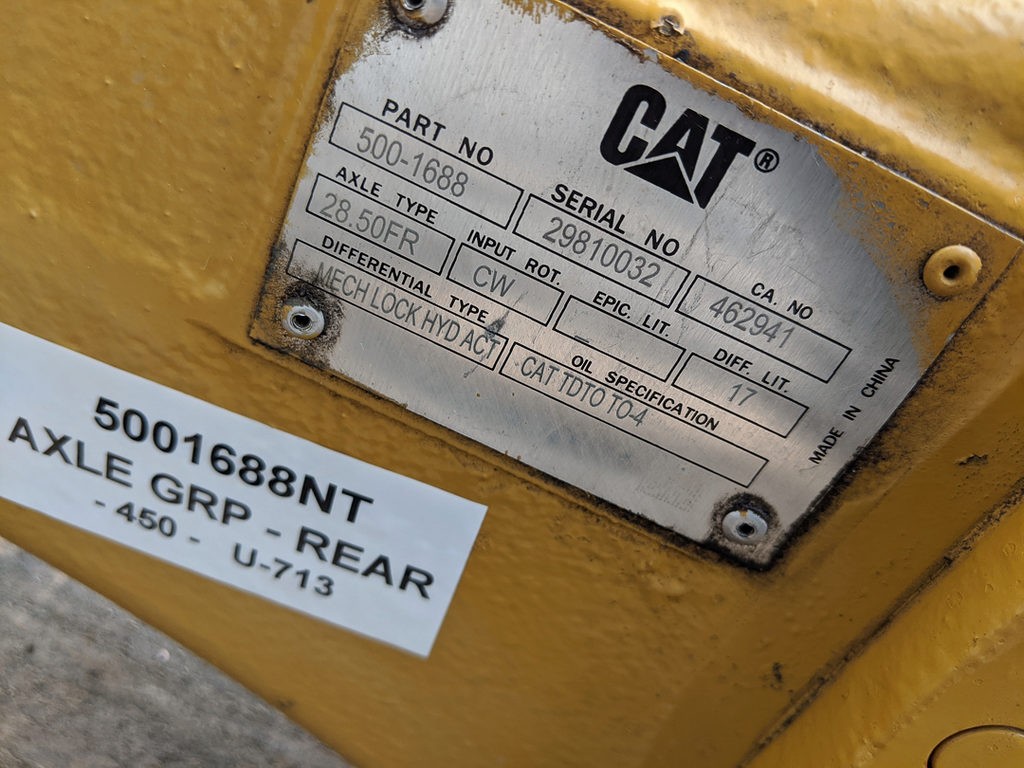 CAT®
PART NO
500-1688
SERIAL NO
29810032
CA. NO
462941
AXLE TYPE
28.50FR
INPUT ROT.
CW
EPIC. LIT.
-
DIFF. LIT.
17
DIFFERENTIAL TYPE
MECH LOCK HYD ACT
OIL SPECIFICATION
CAT TDTO TO-4
MADE IN CHINA
5001688NT
AXLE GRP - REAR
- 450 - U-713